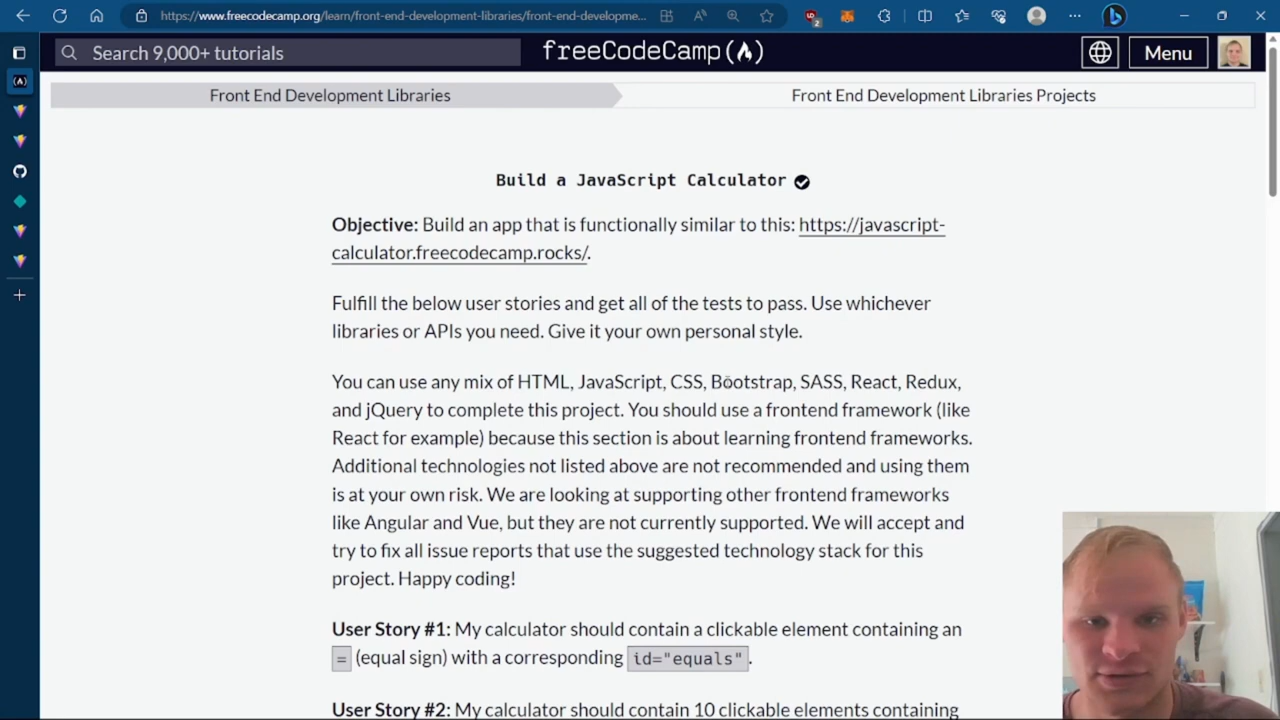 https://www.freecodecamp.org/learn/front-end-development-libraries/front-end-developme...
2
Search 9,000+ tutorials
freeCodeCamp
Menu
Front End Development Libraries
Front End Development Libraries Projects
Build a JavaScript Calculator
Objective: Build an app that is functionally similar to this: https://javascript-
calculator.freecodecamp.rocks/.
Fulfill the below user stories and get all of the tests to pass. Use whichever
libraries or APIs you need. Give it your own personal style.
You can use any mix of HTML, JavaScript, CSS, Bootstrap, SASS, React, Redux,
and jQuery to complete this project. You should use a frontend framework (like
React for example) because this section is about learning frontend frameworks.
Additional technologies not listed above are not recommended and using them
is at your own risk. We are looking at supporting other frontend frameworks
like Angular and Vue, but they are not currently supported. We will accept and
try to fix all issue reports that use the suggested technology stack for this
project. Happy coding!
User Story #1: My calculator should contain a clickable element containing an
= (equal sign) with a corresponding id="equals".
User Story #2: My calculator should contain 10 clickable elements containing